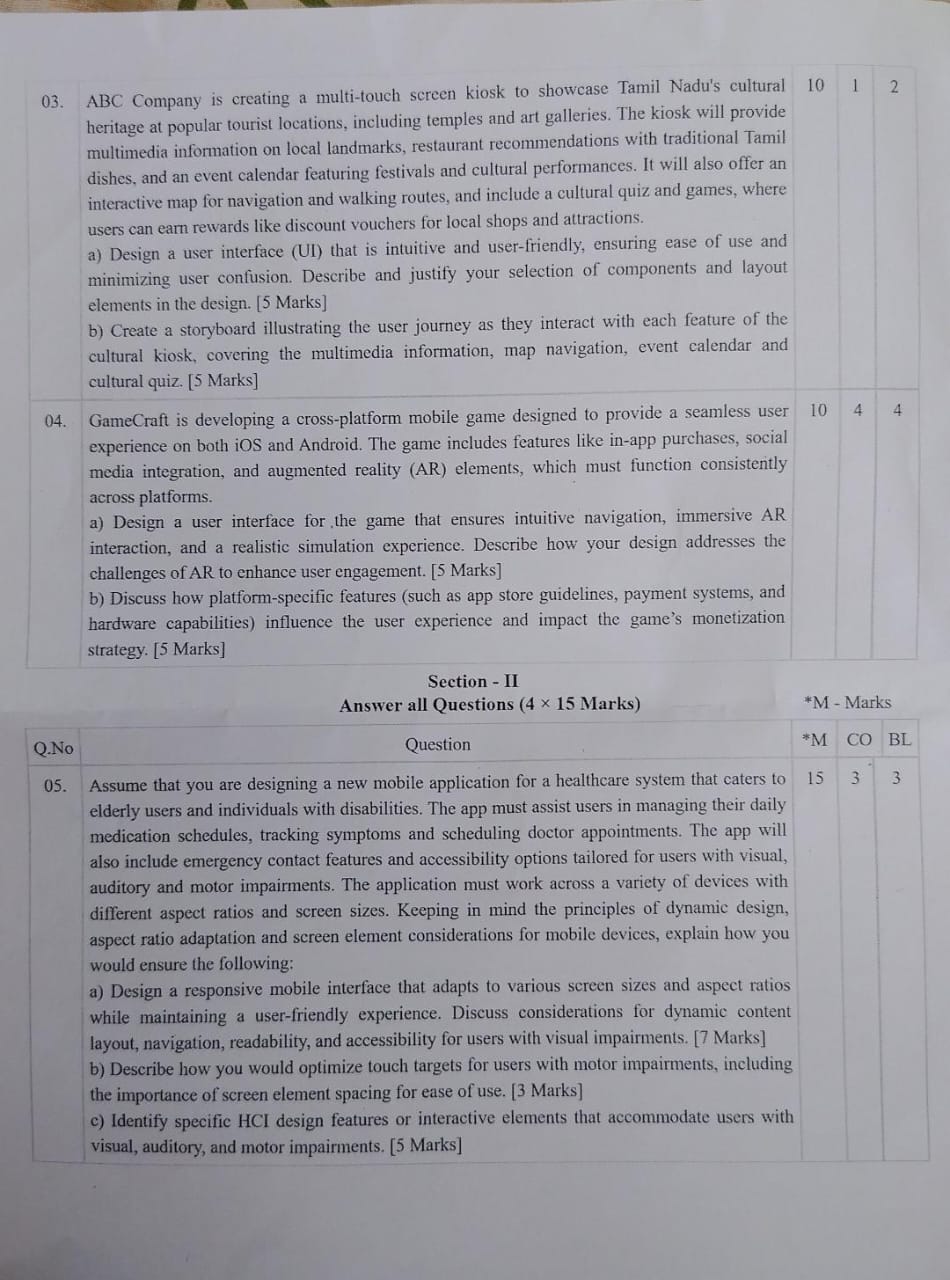 03. ABC Company is creating a multi-touch screen kiosk to showcase Tamil Nadu's cultural 10 1 2
heritage at popular tourist locations, including temples and art galleries. The kiosk will provide
multimedia information on local landmarks, restaurant recommendations with traditional Tamil
dishes, and an event calendar featuring festivals and cultural performances. It will also offer an
interactive map for navigation and walking routes, and include a cultural quiz and games, where
users can earn rewards like discount vouchers for local shops and attractions.
a) Design a user interface (UI) that is intuitive and user-friendly, ensuring ease of use and
minimizing user confusion. Describe and justify your selection of components and layout
elements in the design. [5 Marks]
b) Create a storyboard illustrating the user journey as they interact with each feature of the
cultural kiosk, covering the multimedia information, map navigation, event calendar and
cultural quiz. [5 Marks]
04. GameCraft is developing a cross-platform mobile game designed to provide a seamless user 10 4 4
experience on both iOS and Android. The game includes features like in-app purchases, social
media integration, and augmented reality (AR) elements, which must function consistently
across platforms.
a) Design a user interface for the game that ensures intuitive navigation, immersive AR
interaction, and a realistic simulation experience. Describe how your design addresses the
challenges of AR to enhance user engagement. [5 Marks]
b) Discuss how platform-specific features (such as app store guidelines, payment systems, and
hardware capabilities) influence the user experience and impact the game's monetization
strategy. [5 Marks]
Section - II
Answer all Questions (4 × 15 Marks) *M - Marks
Q.No Question *M CO BL
05. Assume that you are designing a new mobile application for a healthcare system that caters to 15 3 3
elderly users and individuals with disabilities. The app must assist users in managing their daily
medication schedules, tracking symptoms and scheduling doctor appointments. The app will
also include emergency contact features and accessibility options tailored for users with visual,
auditory and motor impairments. The application must work across a variety of devices with
different aspect ratios and screen sizes. Keeping in mind the principles of dynamic design,
aspect ratio adaptation and screen element considerations for mobile devices, explain how you
would ensure the following:
a) Design a responsive mobile interface that adapts to various screen sizes and aspect ratios
while maintaining a user-friendly experience. Discuss considerations for dynamic content
layout, navigation, readability, and accessibility for users with visual impairments. [7 Marks]
b) Describe how you would optimize touch targets for users with motor impairments, including
the importance of screen element spacing for ease of use. [3 Marks]
c) Identify specific HCI design features or interactive elements that accommodate users with
visual, auditory, and motor impairments. [5 Marks]